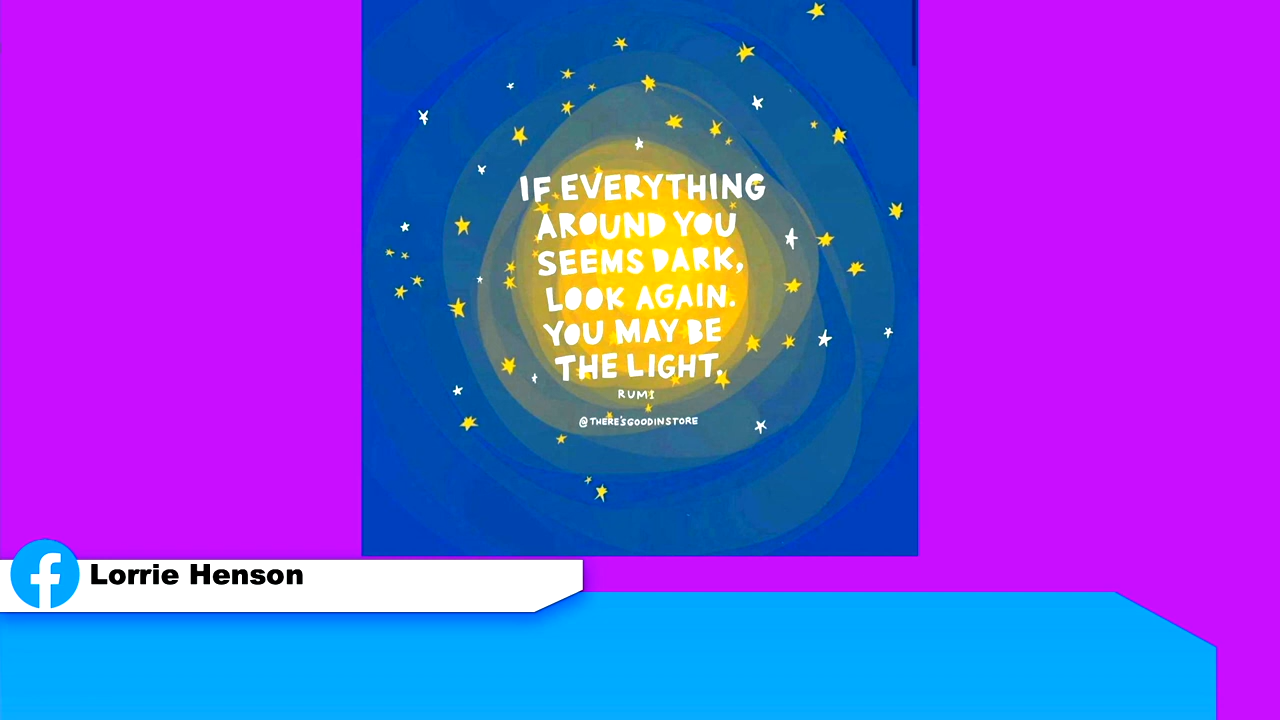 IF EVERYTHING
AROUND YOU
SEEMS DARK,
LOOK AGAIN.
YOU MAY BE
THE LIGHT.
RUMI
@THERE'SGOODINSTORE
Lorrie Henson